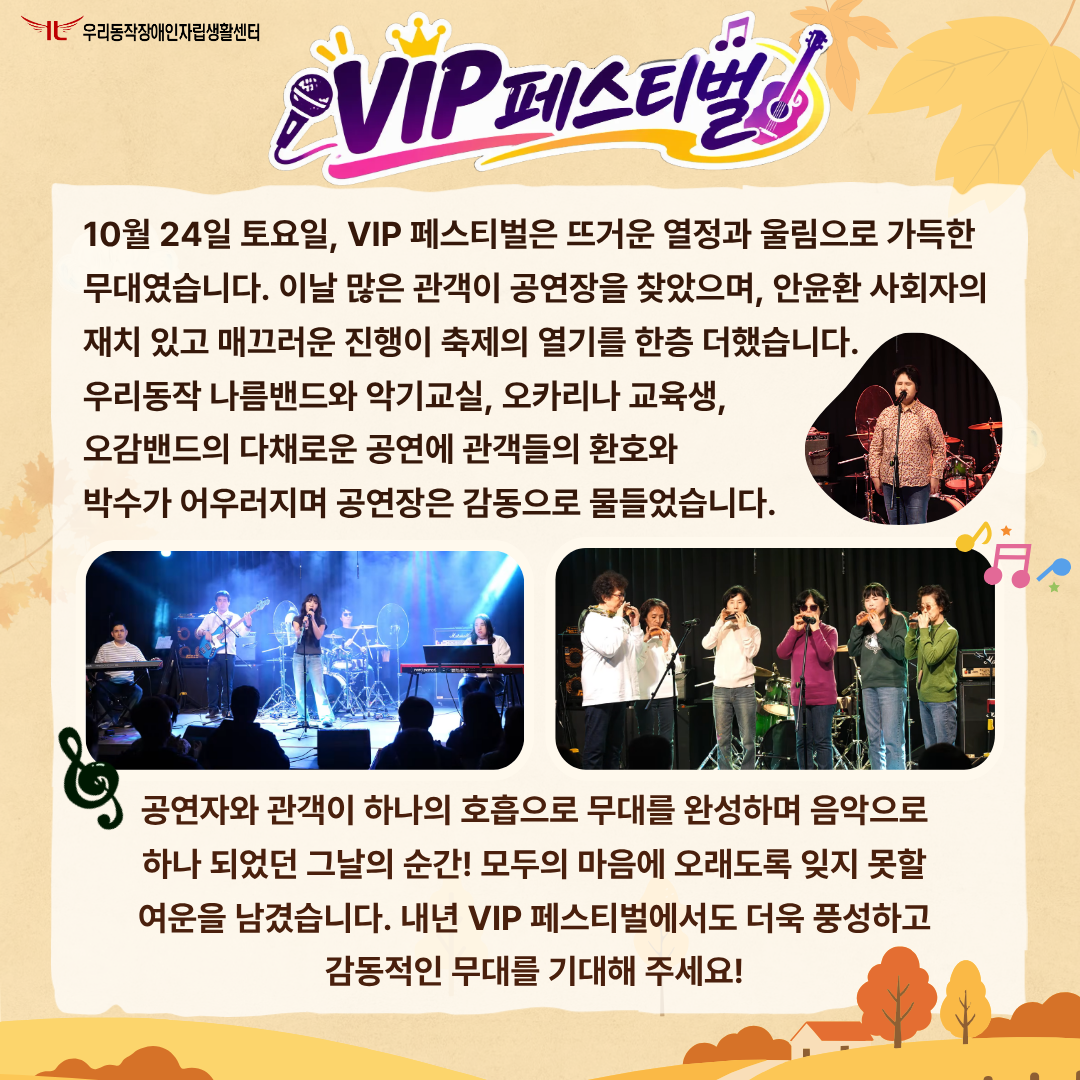 우리동작장애인자립생활센터
VIP 페스티벌
10월 24일 토요일, VIP 페스티벌은 뜨거운 열정과 울림으로 가득한
무대였습니다. 이날 많은 관객이 공연장을 찾았으며, 안윤환 사회자의
재치 있고 매끄러운 진행이 축제의 열기를 한층 더했습니다.
우리동작 나름밴드와 악기교실, 오카리나 교육생,
오감밴드의 다채로운 공연에 관객들의 환호와
박수가 어우러지며 공연장은 감동으로 물들었습니다.
공연자와 관객이 하나의 호흡으로 무대를 완성하며 음악으로
하나 되었던 그날의 순간! 모두의 마음에 오래도록 잊지 못할
여운을 남겼습니다. 내년 VIP 페스티벌에서도 더욱 풍성하고
감동적인 무대를 기대해 주세요!